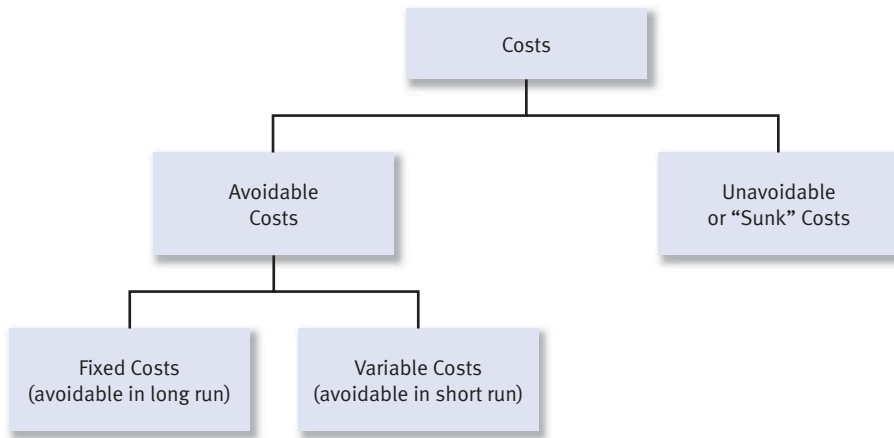 Costs
Avoidable
Costs
Unavoidable
or “Sunk” Costs
Fixed Costs
(avoidable in long run)
Variable Costs
(avoidable in short run)